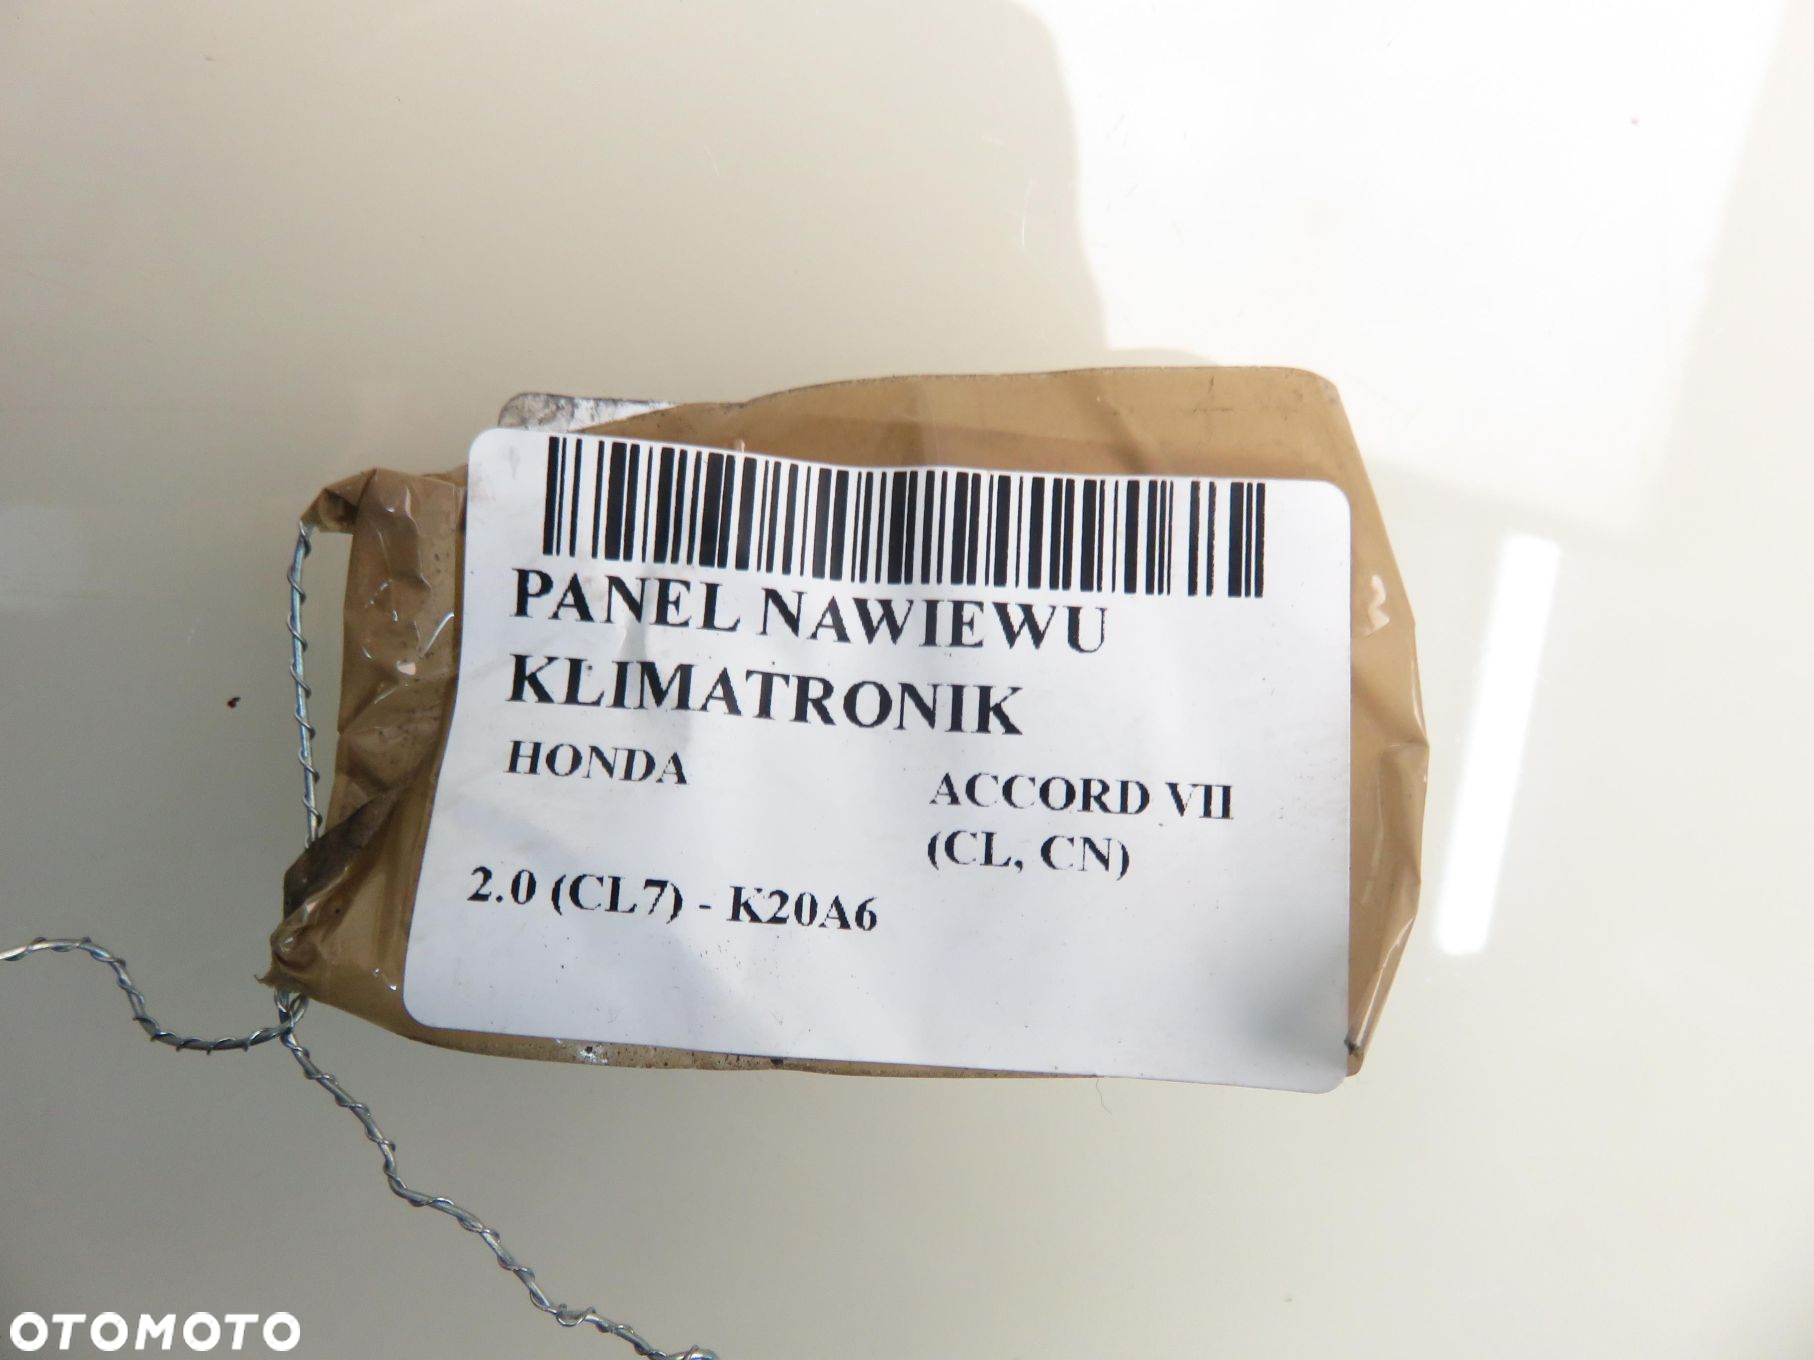 PANEL NAWIEWU
KLIMATRONIK
HONDA
ACCORD VII
(CL, CN)
2.0 (CL7) - K20A6
OTOMOTO